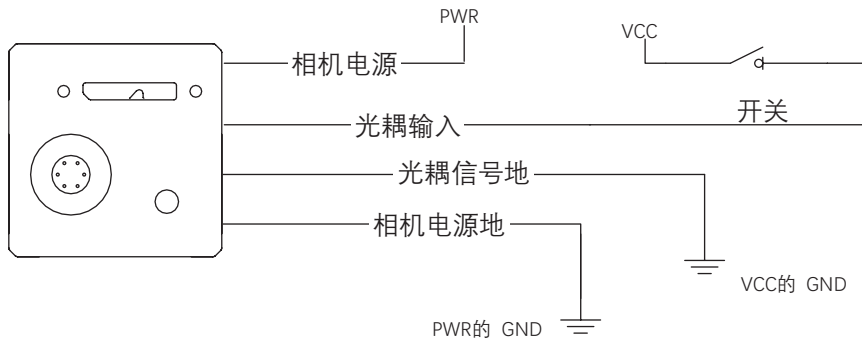 PWR
VCC
相机电源
光耦输入
开关
光耦信号地
相机电源地
VCC的 GND
PWR的 GND